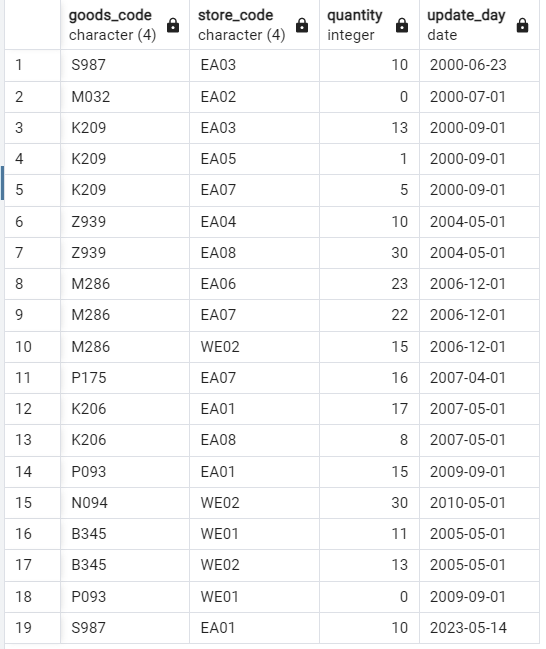 goods_code store_code quantity update_day
character (4) character (4) integer date
1 S987 EA03 10 2000-06-23
2 M032 EA02 0 2000-07-01
3 K209 EA03 13 2000-09-01
4 K209 EA05 1 2000-09-01
5 K209 EA07 5 2000-09-01
6 Z939 EA04 10 2004-05-01
7 Z939 EA08 30 2004-05-01
8 M286 EA06 23 2006-12-01
9 M286 EA07 22 2006-12-01
10 M286 WE02 15 2006-12-01
11 P175 EA07 16 2007-04-01
12 K206 EA01 17 2007-05-01
13 K206 EA08 8 2007-05-01
14 P093 EA01 15 2009-09-01
15 N094 WE02 30 2010-05-01
16 B345 WE01 11 2005-05-01
17 B345 WE02 13 2005-05-01
18 P093 WE01 0 2009-09-01
19 S987 EA01 10 2023-05-14